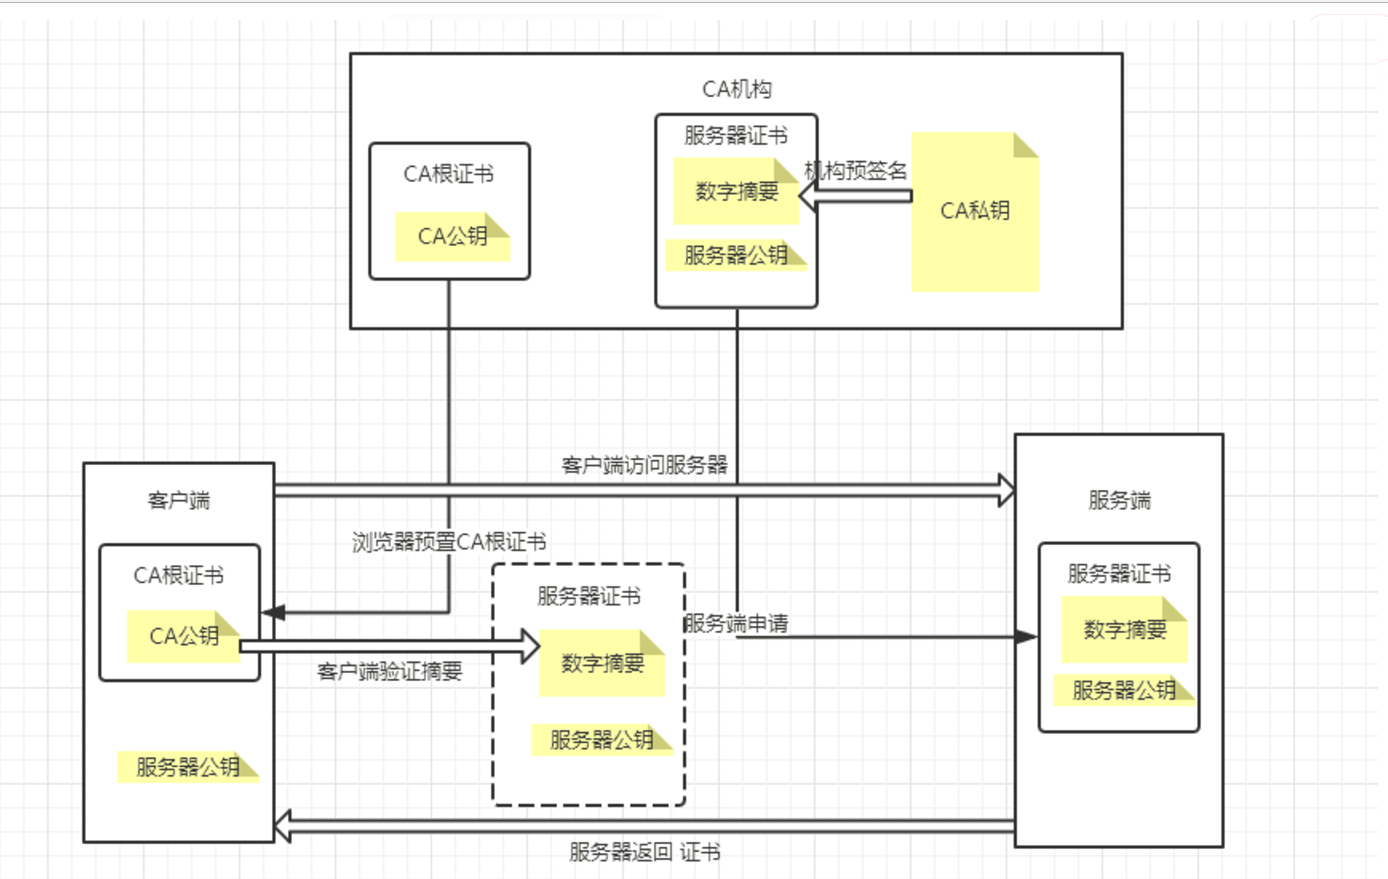 CA机构
服务器证书
CA根证书
数字摘要
机构预签名
CA私钥
CA公钥
服务器公钥
客户端访问服务器
客户端
服务端
浏览器预置CA根证书
CA根证书
服务器证书
服务器证书
CA公钥
服务端申请
数字摘要
客户端验证摘要
数字摘要
服务器公钥
服务器公钥
服务器公钥
服务器返回 证书